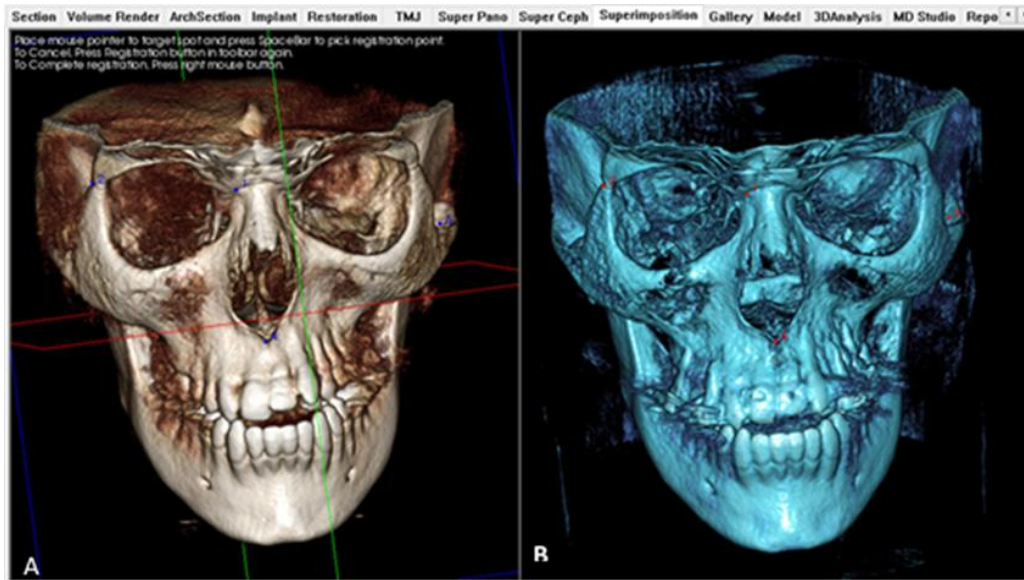 Section Volume Render ArchSection Implant Restoration TMJ Super Pano Super Ceph Superimposition Gallery Model 3DAnalysis MD Studio Repo
Place mouse pointer to target spot and press SpaceBar to pick registration point.
To Cancel, Press Registration button in toolbar again.
To Complete registration, Press right mouse button.
A
B